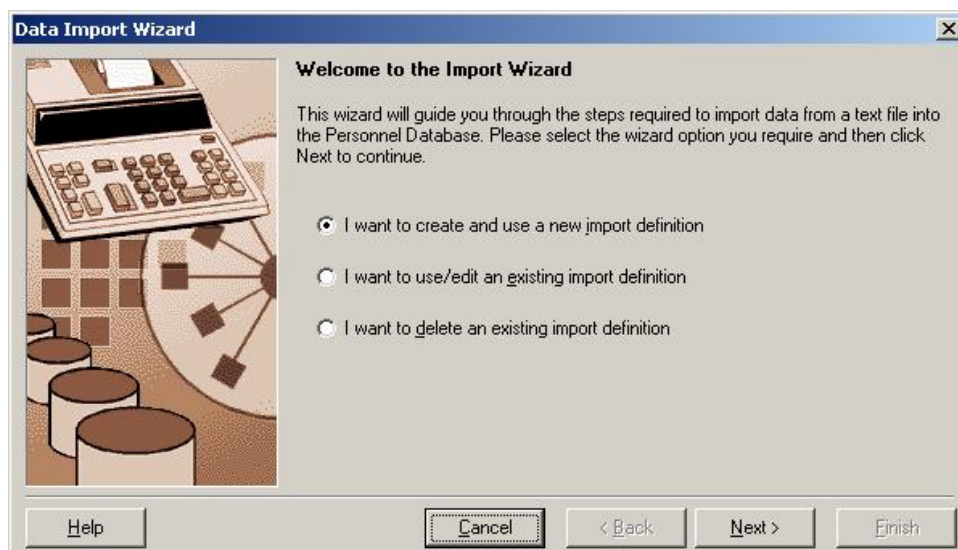 Data Import Wizard
Welcome to the Import Wizard
This wizard will guide you through the steps required to import data from a text file into
the Personnel Database. Please select the wizard option you require and then click
Next to continue.
I want to create and use a new import definition
I want to use/edit an existing import definition
I want to delete an existing import definition
Help Cancel < Back Next > Finish